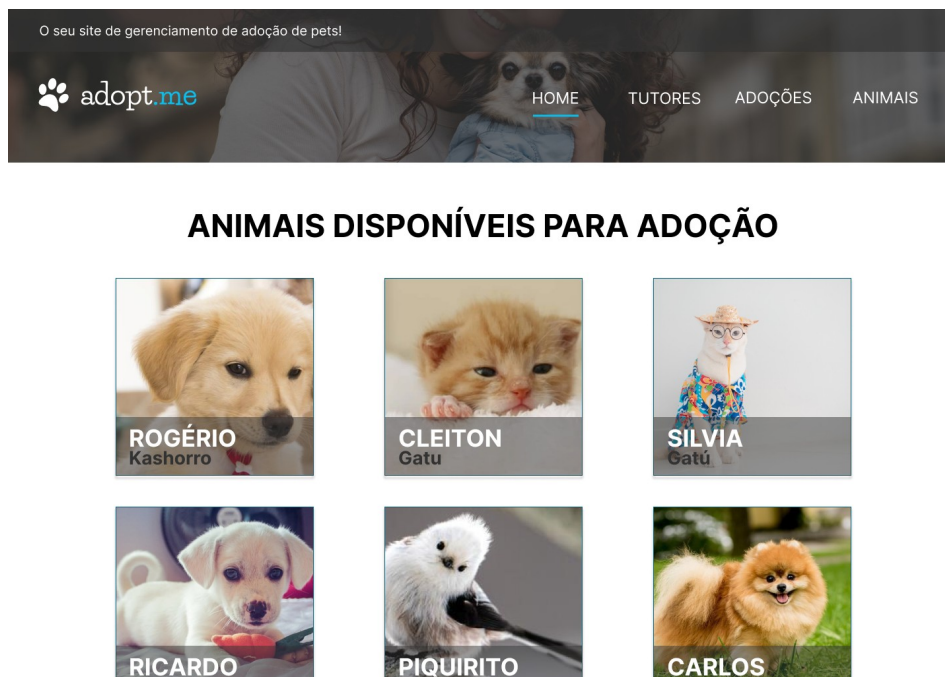 O seu site de gerenciamento de adoção de pets!
adopt.me
HOME TUTORES ADOÇÕES ANIMAIS
ANIMAIS DISPONÍVEIS PARA ADOÇÃO
ROGÉRIO CLEITON SILVIA
Kashorro Gatu Gatú
RICARDO PIQUIRITO CARLOS